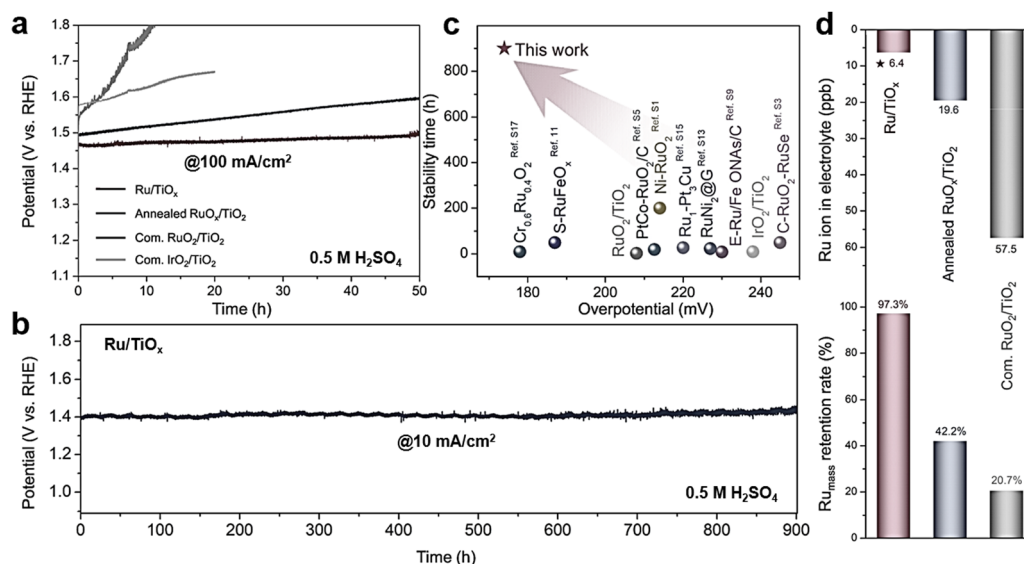 a
Potential (V vs. RHE)
1.8
1.7
1.6
1.5
1.4
1.3
1.2
1.1
@100 mA/cm²
Ru/TiOₓ
Annealed RuOₓ/TiO₂
Com. RuO₂/TiO₂
Com. IrO₂/TiO₂
0.5 M H₂SO₄
0 10 20 30 40 50
Time (h)
c
Stability time (h)
800
600
400
200
0
This work
Cr₀.₆Ru₀.₄O₂ Ref. S17
S-RuFeOₓ Ref. 11
RuO₂/TiO₂
PtCo-RuO₂/C Ref. S5
Ni-RuO₂ Ref. S1
Ru₁-Pt₃Cu Ref. S15
RuNi₂@G Ref. S13
E-Ru/Fe ONAs/C Ref. S9
IrO₂/TiO₂
C-RuO₂-RuSe Ref. S3
180 200 220 240
Overpotential (mV)
b
Potential (V vs. RHE)
1.8
1.6
1.4
1.2
1.0
Ru/TiOₓ
@10 mA/cm²
0.5 M H₂SO₄
0 100 200 300 400 500 600 700 800 900
Time (h)
d
Ru ion in electrolyte (ppb)
0
10
20
30
40
50
60
6.4
Ru/TiOₓ
19.6
Annealed RuOₓ/TiO₂
57.5
Com. RuO₂/TiO₂
Ru mass retention rate (%)
100
80
60
40
20
0
97.3%
42.2%
20.7%